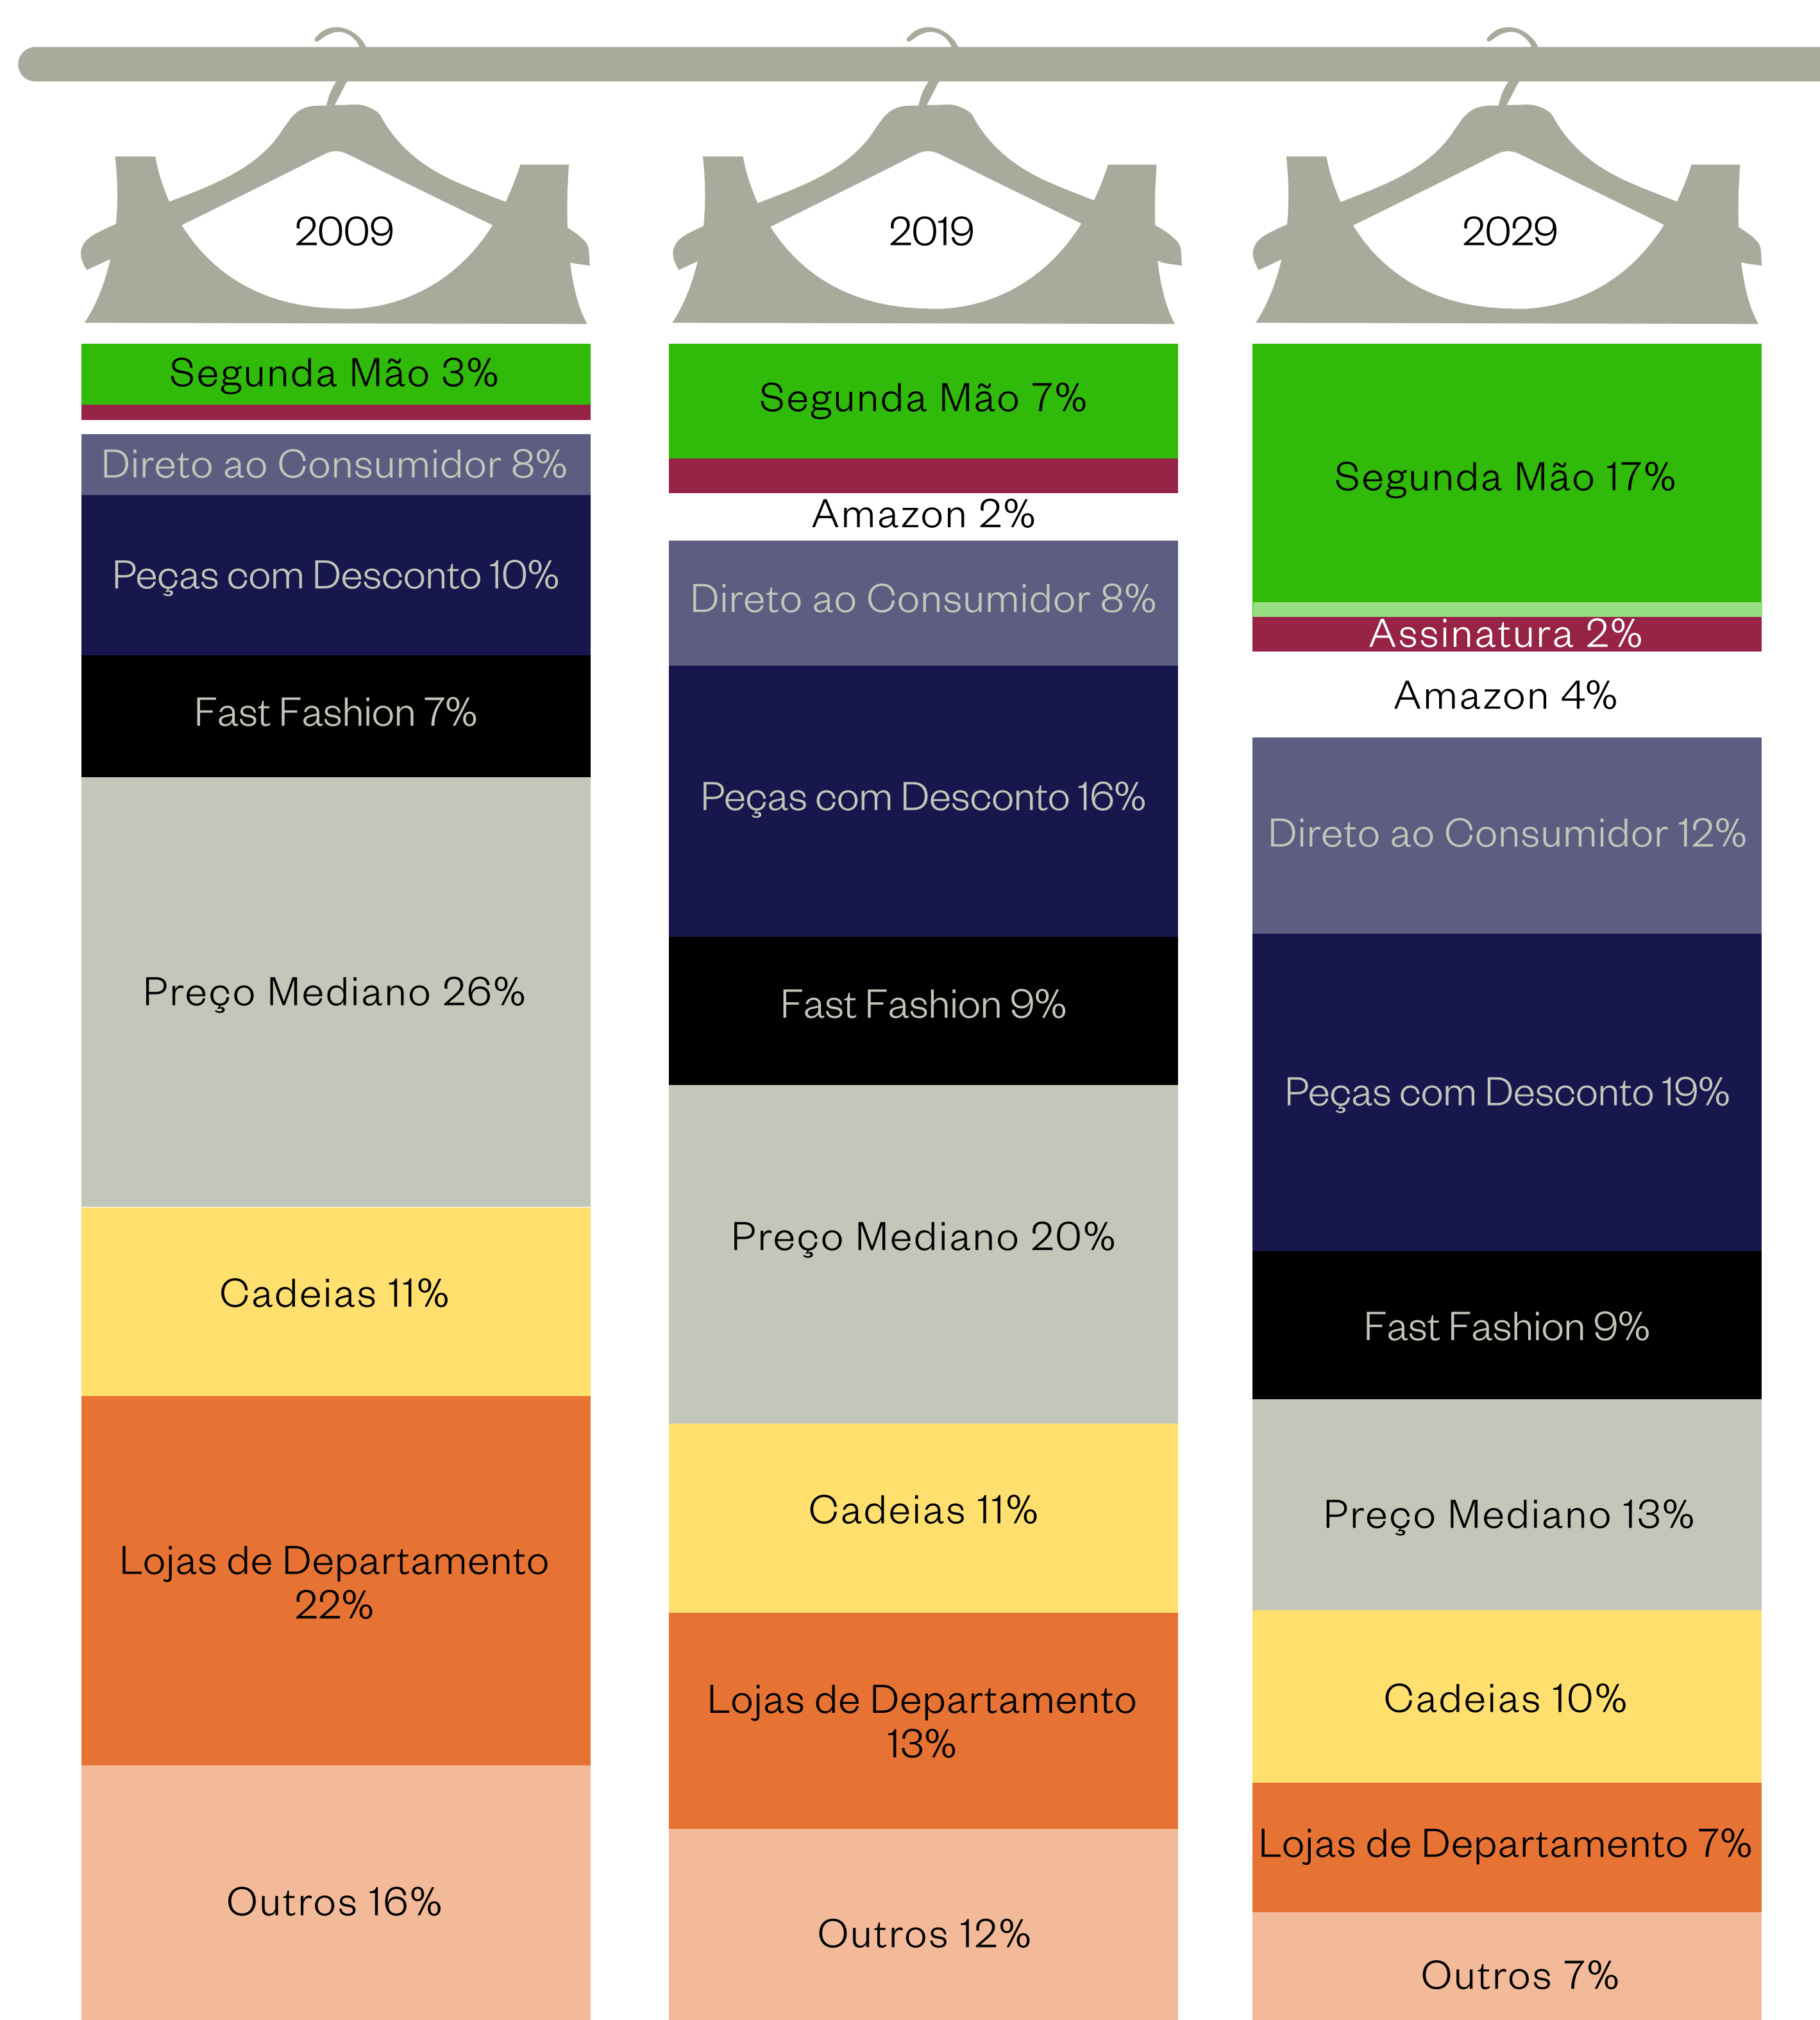 2009
Segunda Mão 3%
Direto ao Consumidor 8%
Peças com Desconto 10%
Fast Fashion 7%
Preço Mediano 26%
Cadeias 11%
Lojas de Departamento
22%
Outros 16%
2019
Segunda Mão 7%
Amazon 2%
Direto ao Consumidor 8%
Peças com Desconto 16%
Fast Fashion 9%
Preço Mediano 20%
Cadeias 11%
Lojas de Departamento
13%
Outros 12%
2029
Segunda Mão 17%
Assinatura 2%
Amazon 4%
Direto ao Consumidor 12%
Peças com Desconto 19%
Fast Fashion 9%
Preço Mediano 13%
Cadeias 10%
Lojas de Departamento 7%
Outros 7%